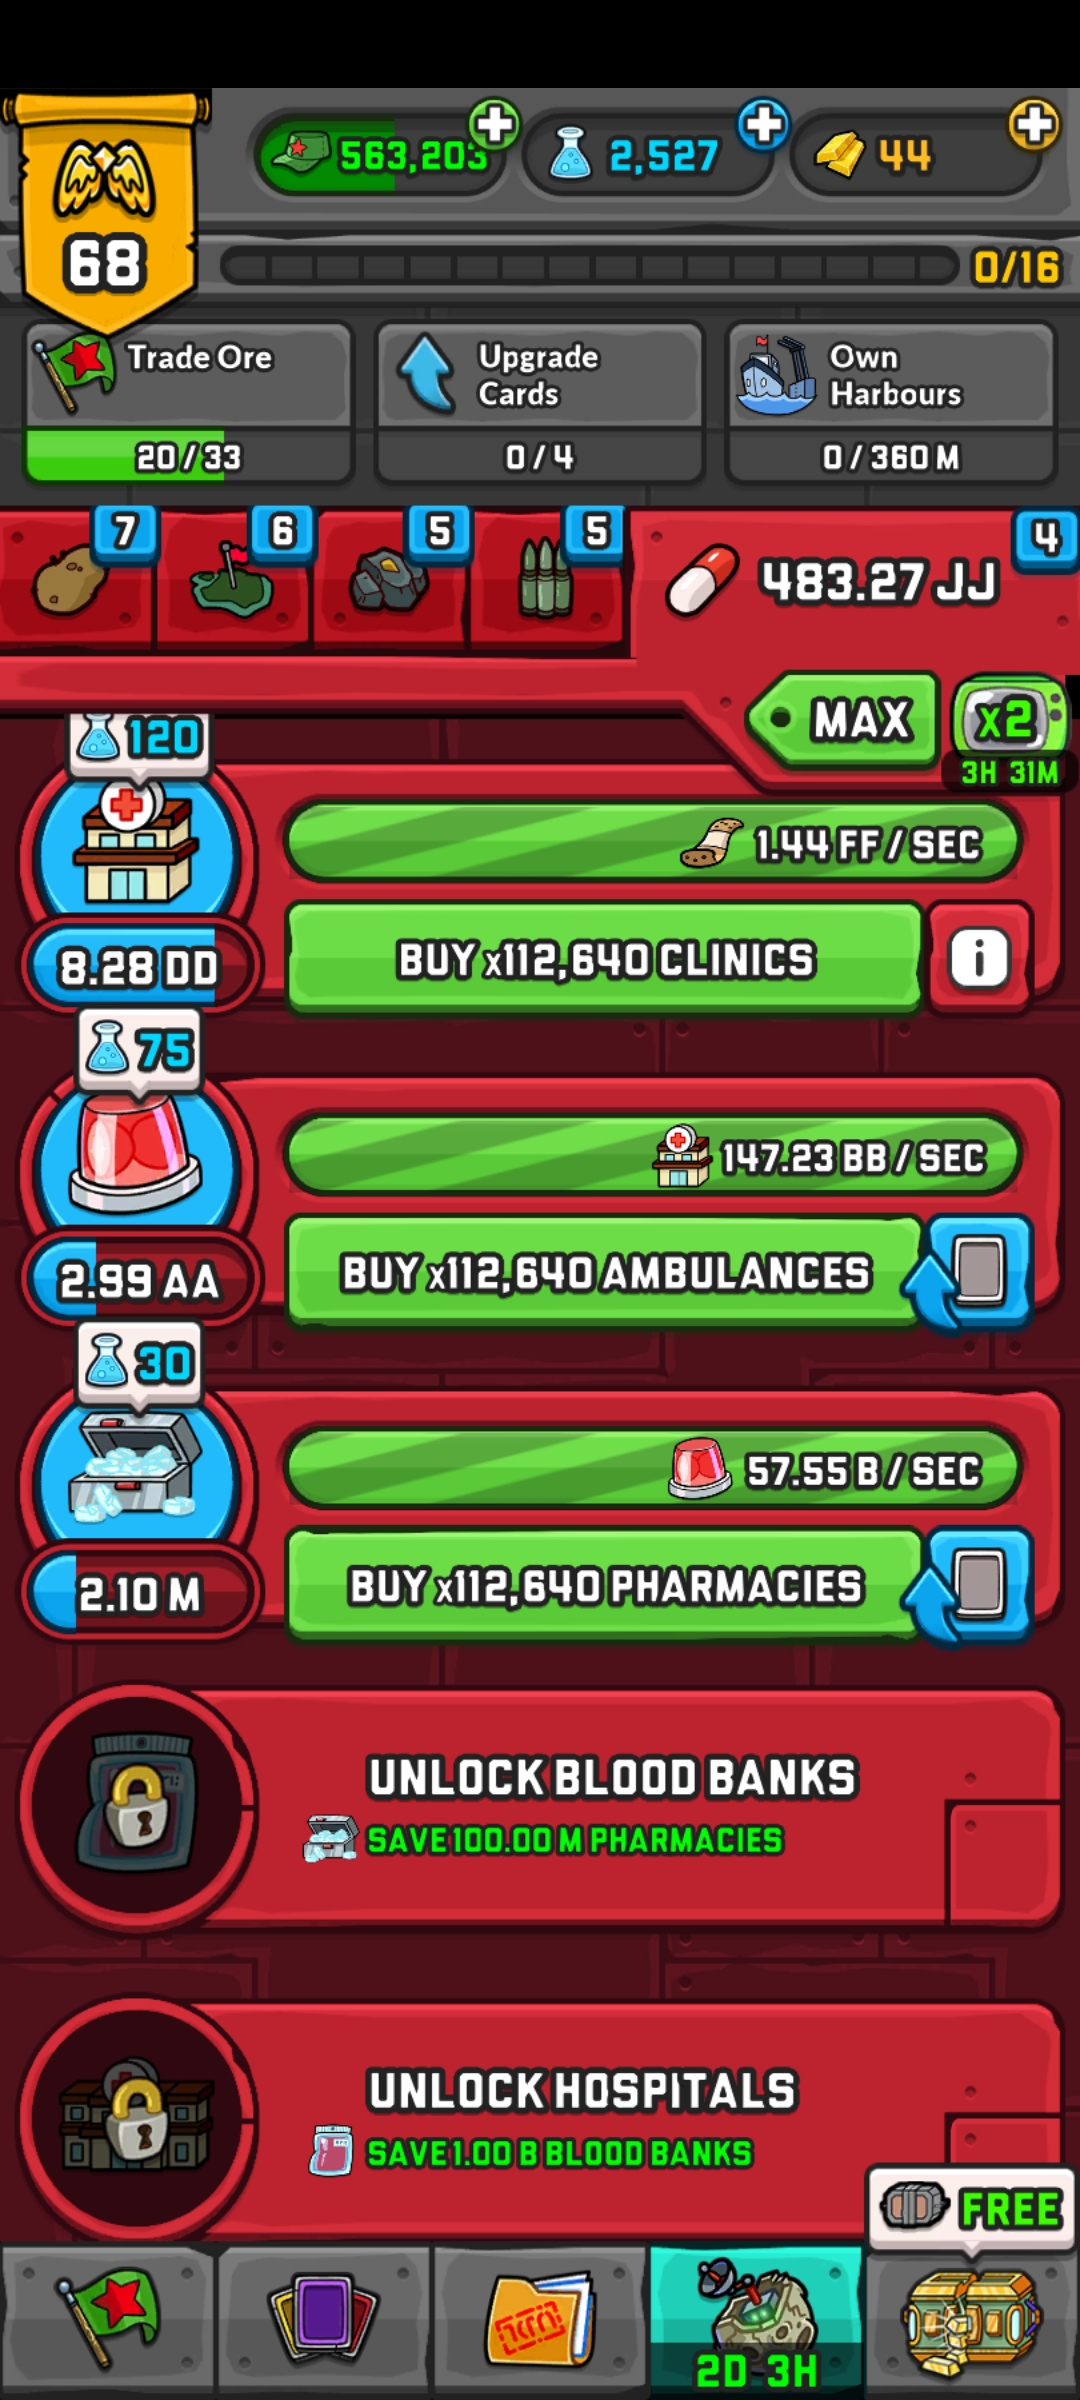 563,203
2,527
44
68
0/16
Trade Ore
20/33
Upgrade
Cards
0/4
Own
Harbours
0/360 M
7
6
5
5
4
483.27 JJ
MAX
x2
3H 31M
120
1.44 FF/SEC
8.28 DD
BUY x112,640 CLINICS
i
75
147.23 BB/SEC
2.99 AA
BUY x112,640 AMBULANCES
30
57.55 B/SEC
2.10 M
BUY x112,640 PHARMACIES
UNLOCK BLOOD BANKS
SAVE 100.00 M PHARMACIES
UNLOCK HOSPITALS
SAVE 1.00 B BLOOD BANKS
FREE
2D 3H